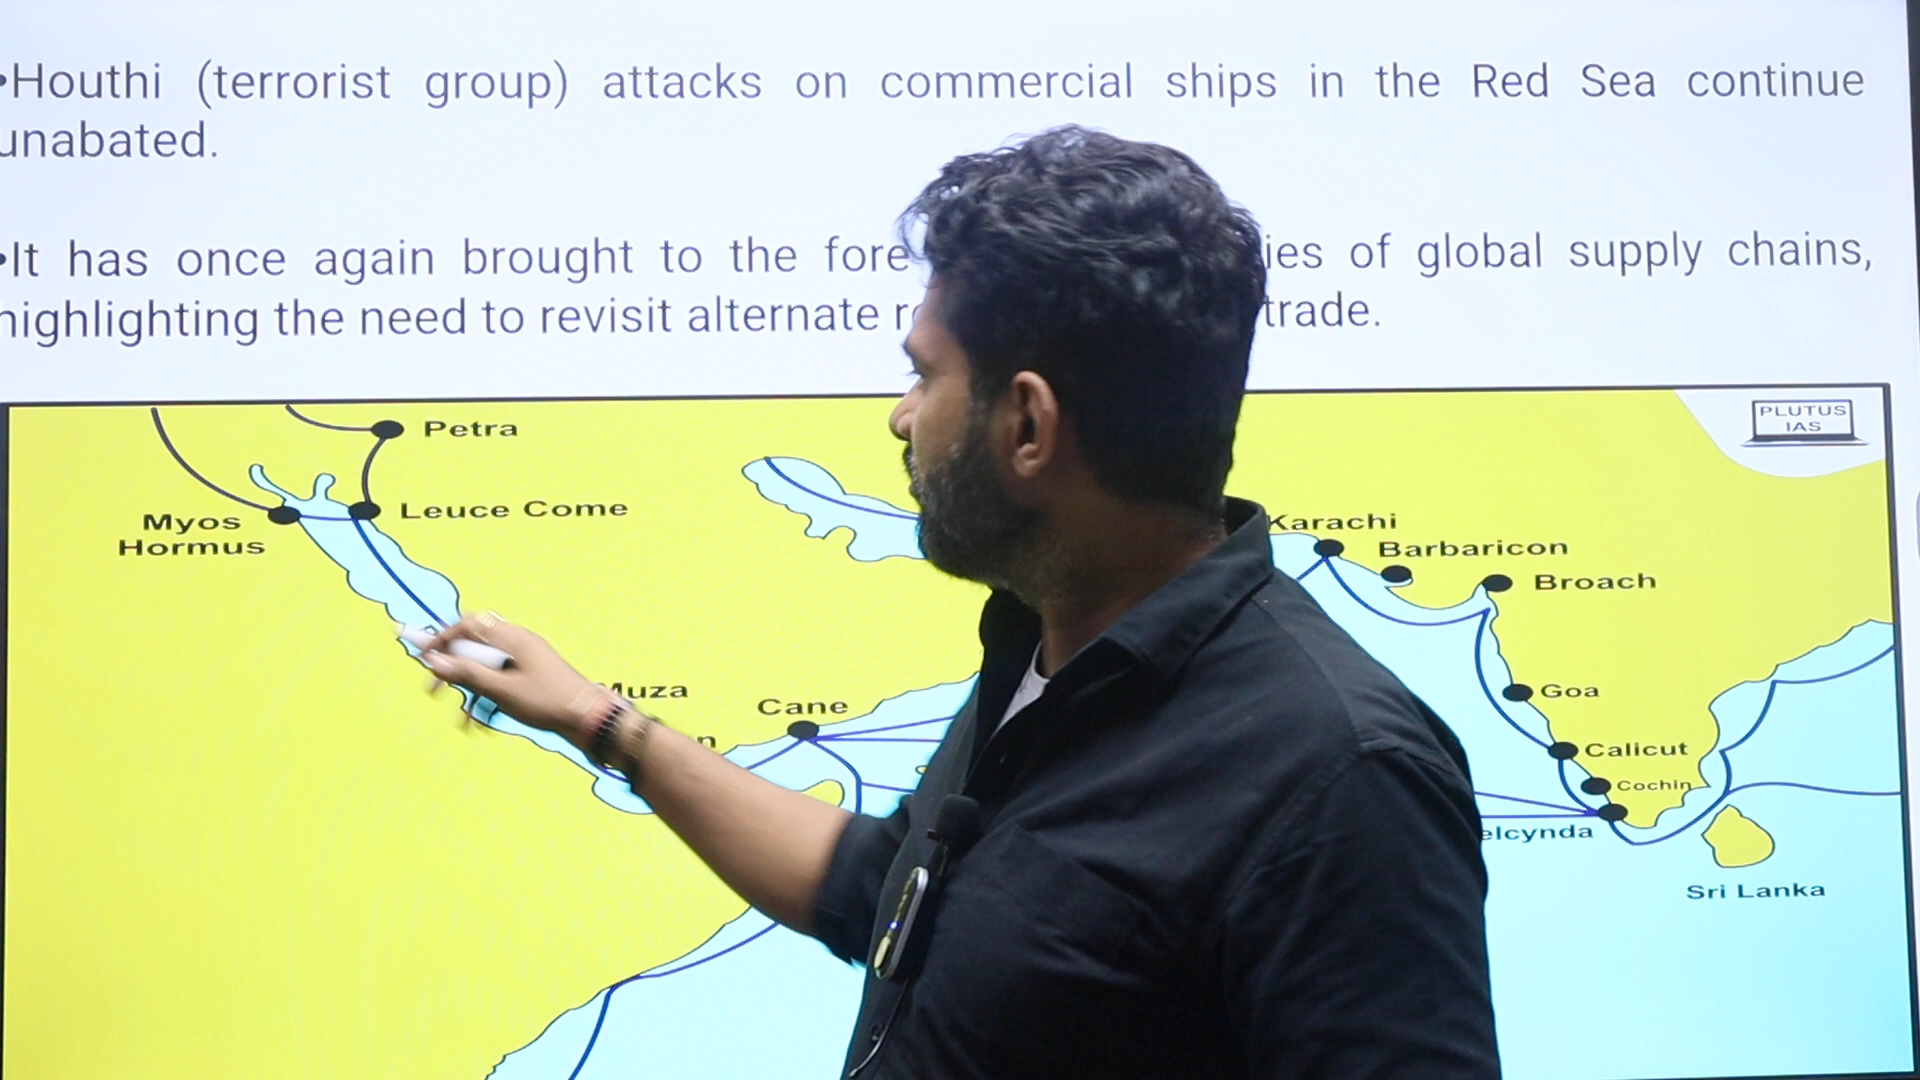 •Houthi (terrorist group) attacks on commercial ships in the Red Sea continue
unabated.
•It has once again brought to the fore of global supply chains,
highlighting the need to revisit alternate trade.
PLUTUS
IAS
Petra
Leuce Come
Myos
Hormus
Karachi
Barbaricon
Broach
Muza
Cane
Goa
Calicut
Cochin
Sri Lanka